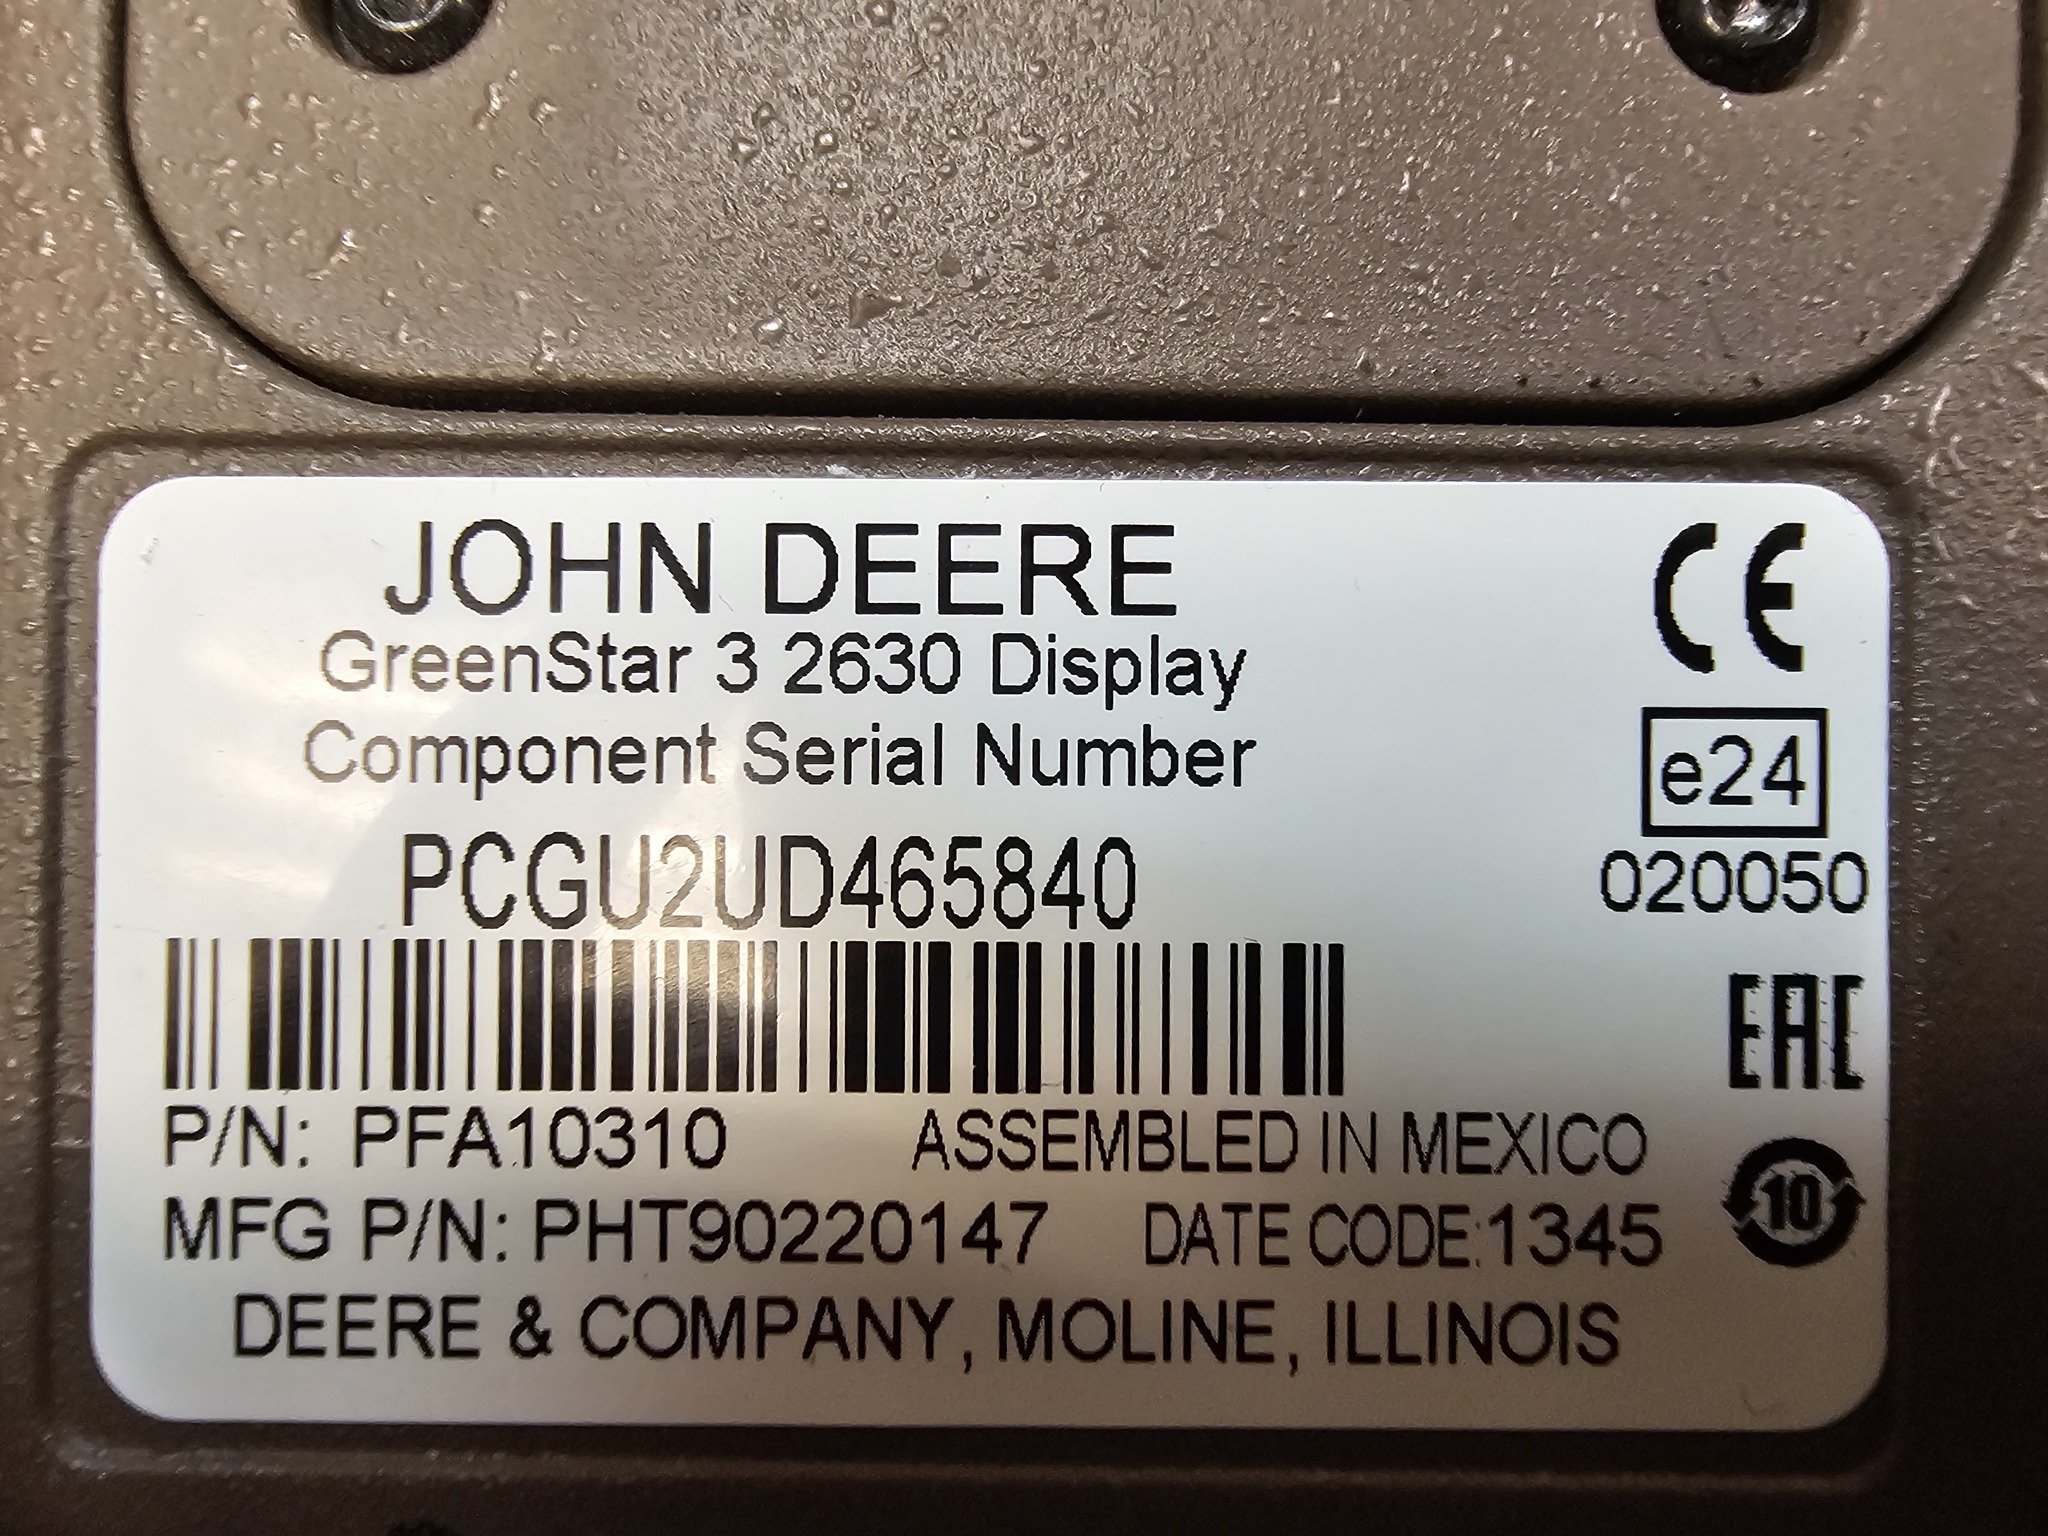 JOHN DEERE
GreenStar 3 2630 Display
Component Serial Number
PCGU2UD465840
P/N: PFA10310 ASSEMBLED IN MEXICO
MFG P/N: PHT90220147 DATE CODE:1345
DEERE & COMPANY, MOLINE, ILLINOIS
CE
e24
020050
EAC
10